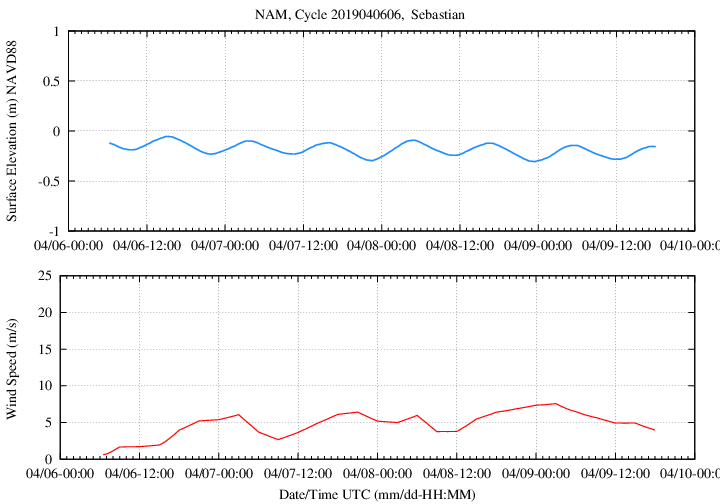 NAM, Cycle 2019040606, Sebastian
Surface Elevation (m) NAVD88
1
0.5
0
-0.5
-1
04/06-00:00 04/06-12:00 04/07-00:00 04/07-12:00 04/08-00:00 04/08-12:00 04/09-00:00 04/09-12:00 04/10-00:0
Wind Speed (m/s)
25
20
15
10
5
0
04/06-00:00 04/06-12:00 04/07-00:00 04/07-12:00 04/08-00:00 04/08-12:00 04/09-00:00 04/09-12:00 04/10-00:0
Date/Time UTC (mm/dd-HH:MM)